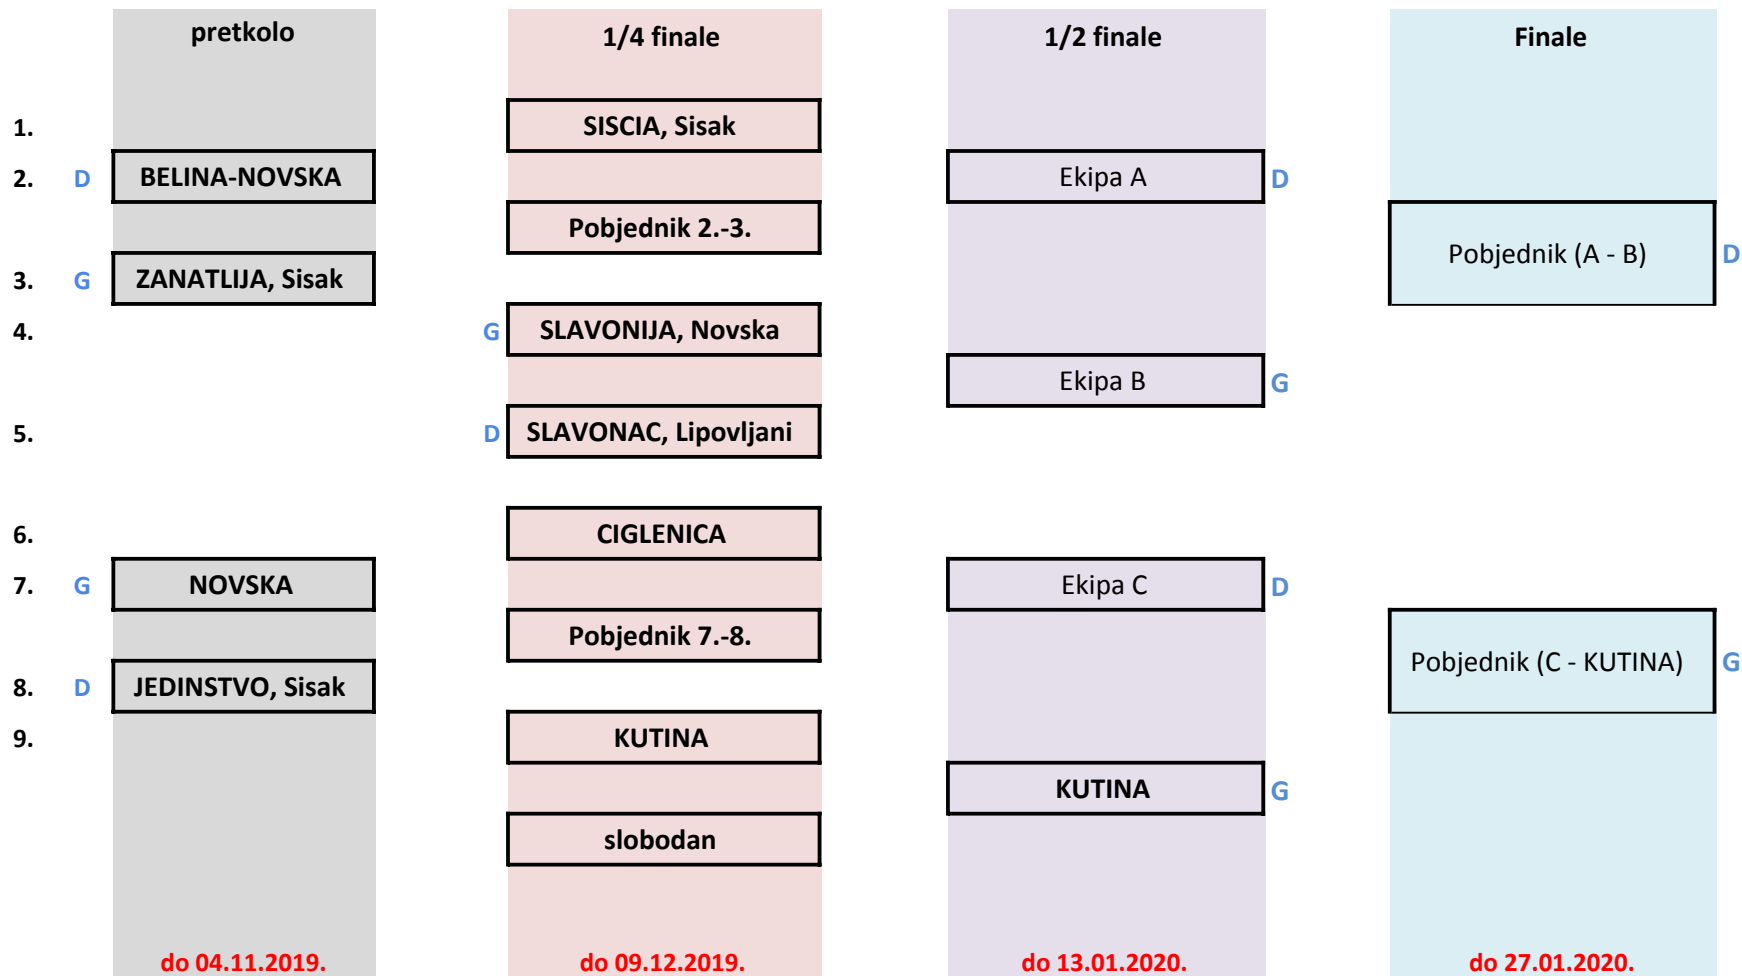 pretkolo 1/4 finale 1/2 finale Finale
1. SISCIA, Sisak
2. D BELINA-NOVSKA Ekipa A D
Pobjednik 2.-3.
Pobjednik (A - B) D
3. G ZANATLIJA, Sisak
4. G SLAVONIJA, Novska
Ekipa B G
5. D SLAVONAC, Lipovljani
6. CIGLENICA
7. G NOVSKA Ekipa C D
Pobjednik 7.-8.
Pobjednik (C - KUTINA) G
8. D JEDINSTVO, Sisak
9. KUTINA
KUTINA G
slobodan
do 04.11.2019. do 09.12.2019. do 13.01.2020. do 27.01.2020.